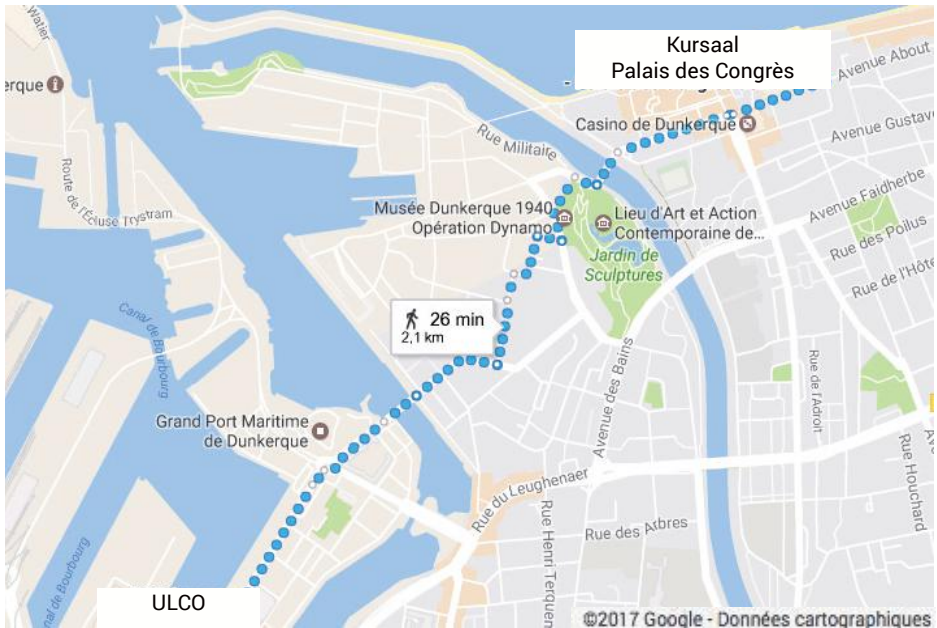 Kursaal
Palais des Congrès
Avenue About
Watier
erque
Casino de Dunkerque
Avenue Gustave
Rue Militaire
Route de l'Écluse Trystram
Musée Dunkerque 1940
Opération Dynamo
Lieu d'Art et Action
Contemporaine de...
Jardin de
Sculptures
Avenue Faidherbe
Rue des Poilus
Rue de l'Hôte
26 min
2,1 km
Canal de Bourbourg
Avenue des Bains
Rue de l'Adroit
Grand Port Maritime
de Dunkerque
Rue du Leughenaer
Rue Houchard
Ave
Rue des Arbres
Rue Henri Terquem
nal de Bourbourg
ULCO
©2017 Google - Données cartographiques